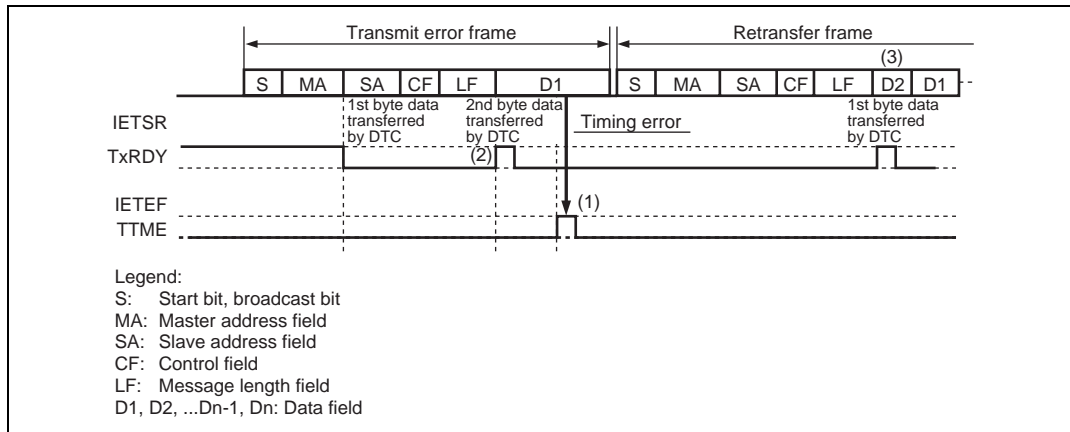 Transmit error frame Retransfer frame
(3)
S MA SA CF LF D1 S MA SA CF LF D2 D1
1st byte data 2nd byte data 1st byte data
IETSR transferred transferred Timing error transferred
by DTC by DTC by DTC
TxRDY (2)
IETEF (1)
TTME
Legend:
S: Start bit, broadcast bit
MA: Master address field
SA: Slave address field
CF: Control field
LF: Message length field
D1, D2, ...Dn-1, Dn: Data field